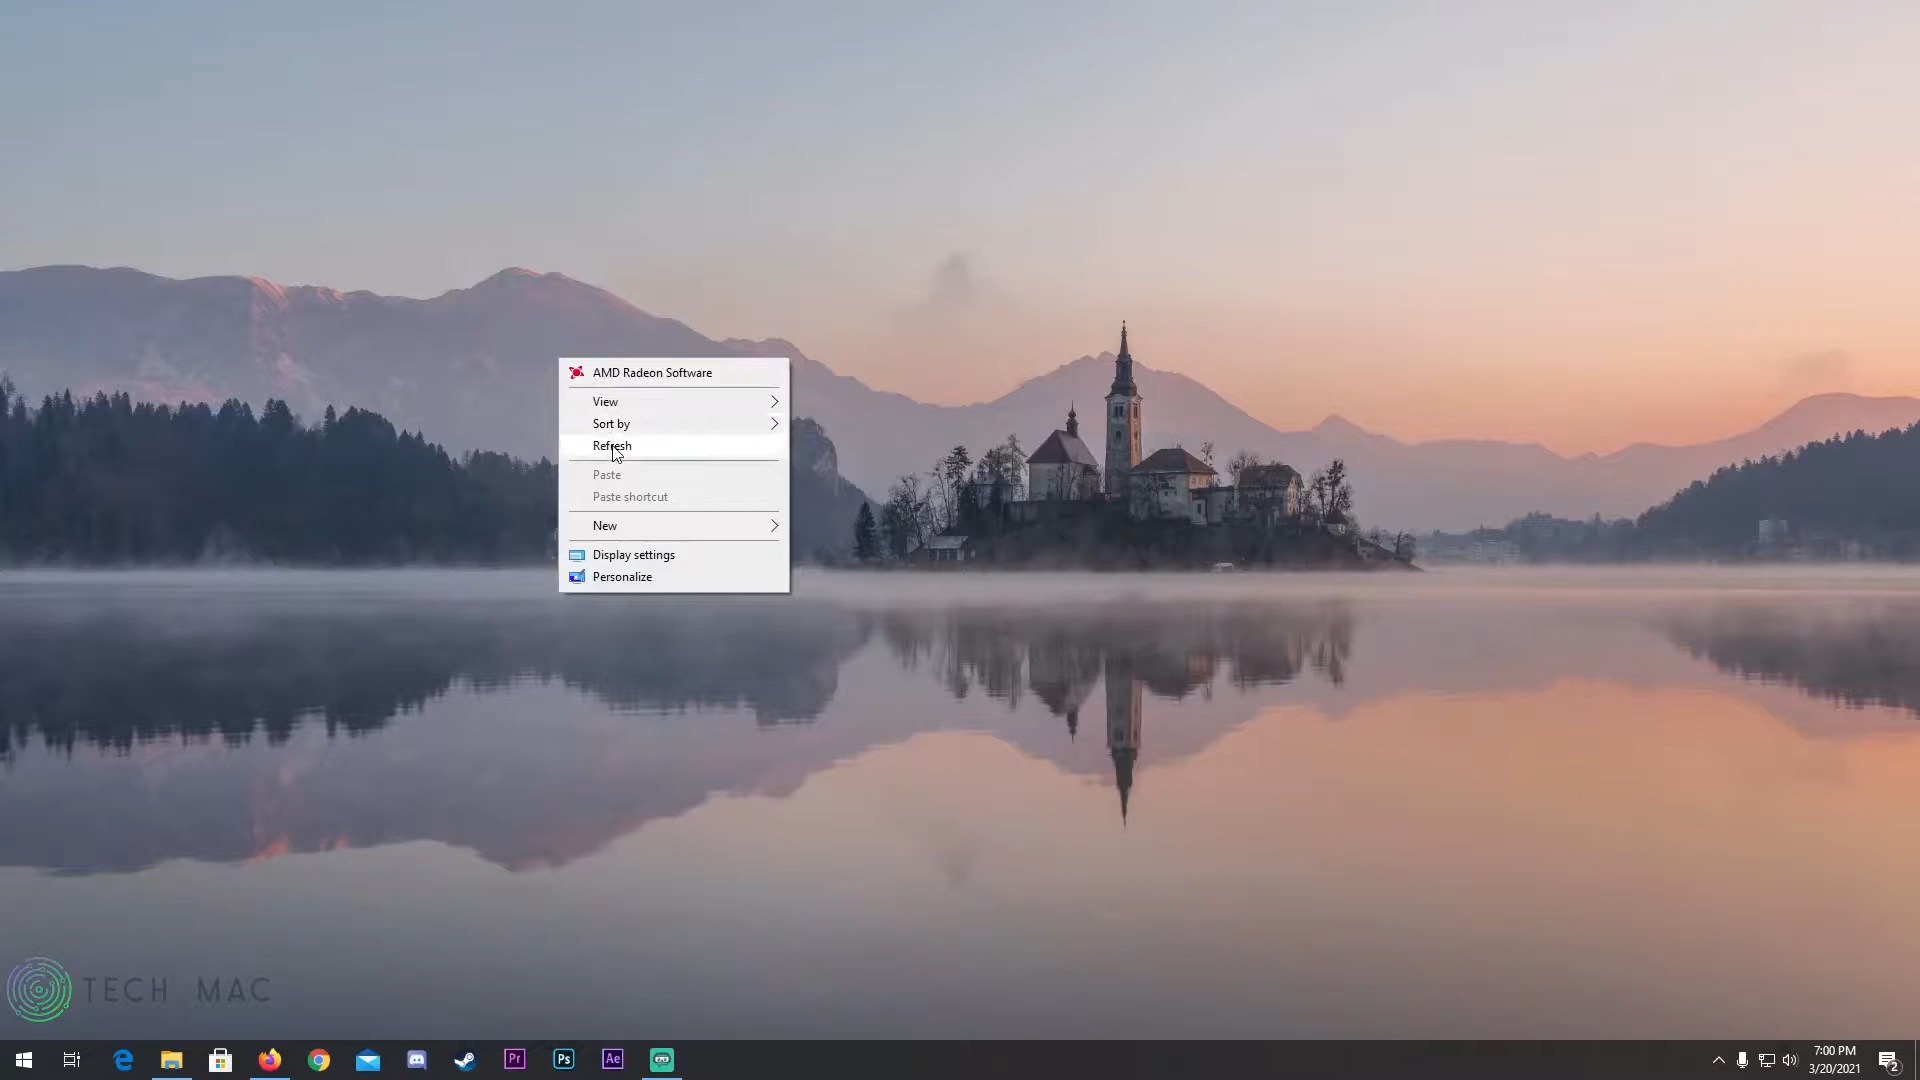 AMD Radeon Software
View
Sort by
Refresh
Paste
Paste shortcut
New
Display settings
Personalize
TECH MAC
Pr
Ps
Ae
7:00 PM
3/20/2021
2